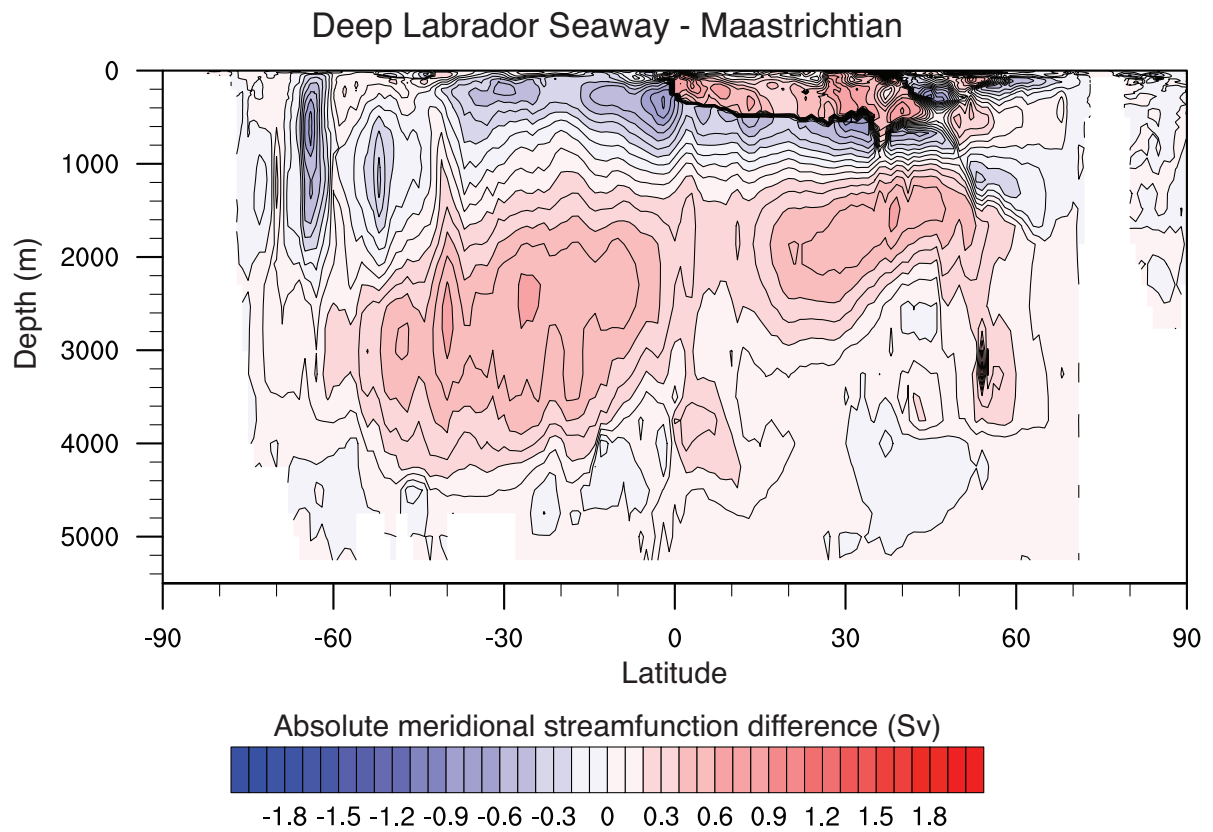 Deep Labrador Seaway - Maastrichtian
0
1000
2000
3000
4000
5000
Depth (m)
-90 -60 -30 0 30 60 90
Latitude
Absolute meridional streamfunction difference (Sv)
-1.8 -1.5 -1.2 -0.9 -0.6 -0.3 0 0.3 0.6 0.9 1.2 1.5 1.8